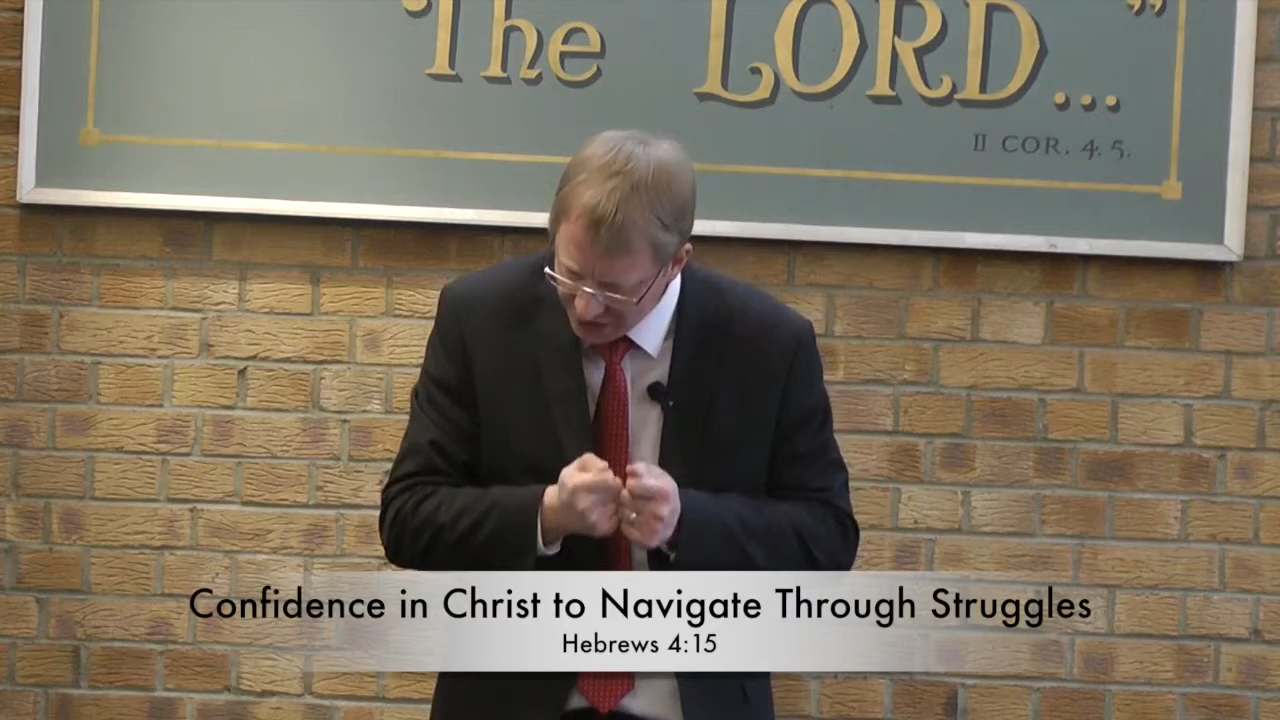 The LORD..."
II COR. 4. 5.
Confidence in Christ to Navigate Through Struggles
Hebrews 4:15